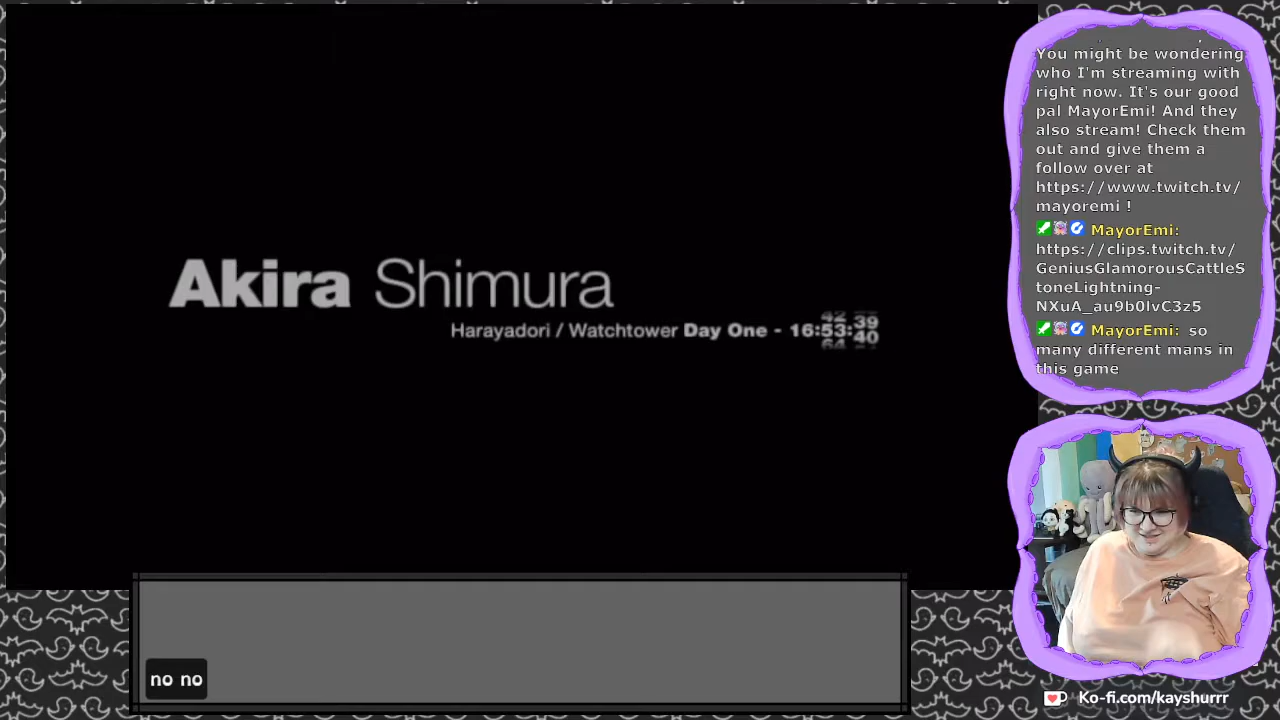 Akira Shimura
Harayadori / Watchtower Day One - 16:53:40
You might be wondering
who I'm streaming with
right now. It's our good
pal MayorEmi! And they
also stream! Check them
out and give them a
follow over at
https://www.twitch.tv/
mayoremi !
MayorEmi:
https://clips.twitch.tv/
GeniusGlamorousCattleS
toneLightning-
NXuA_au9b0lvC3z5
MayorEmi: so
many different mans in
this game
no no
Ko-fi.com/kayshurrr